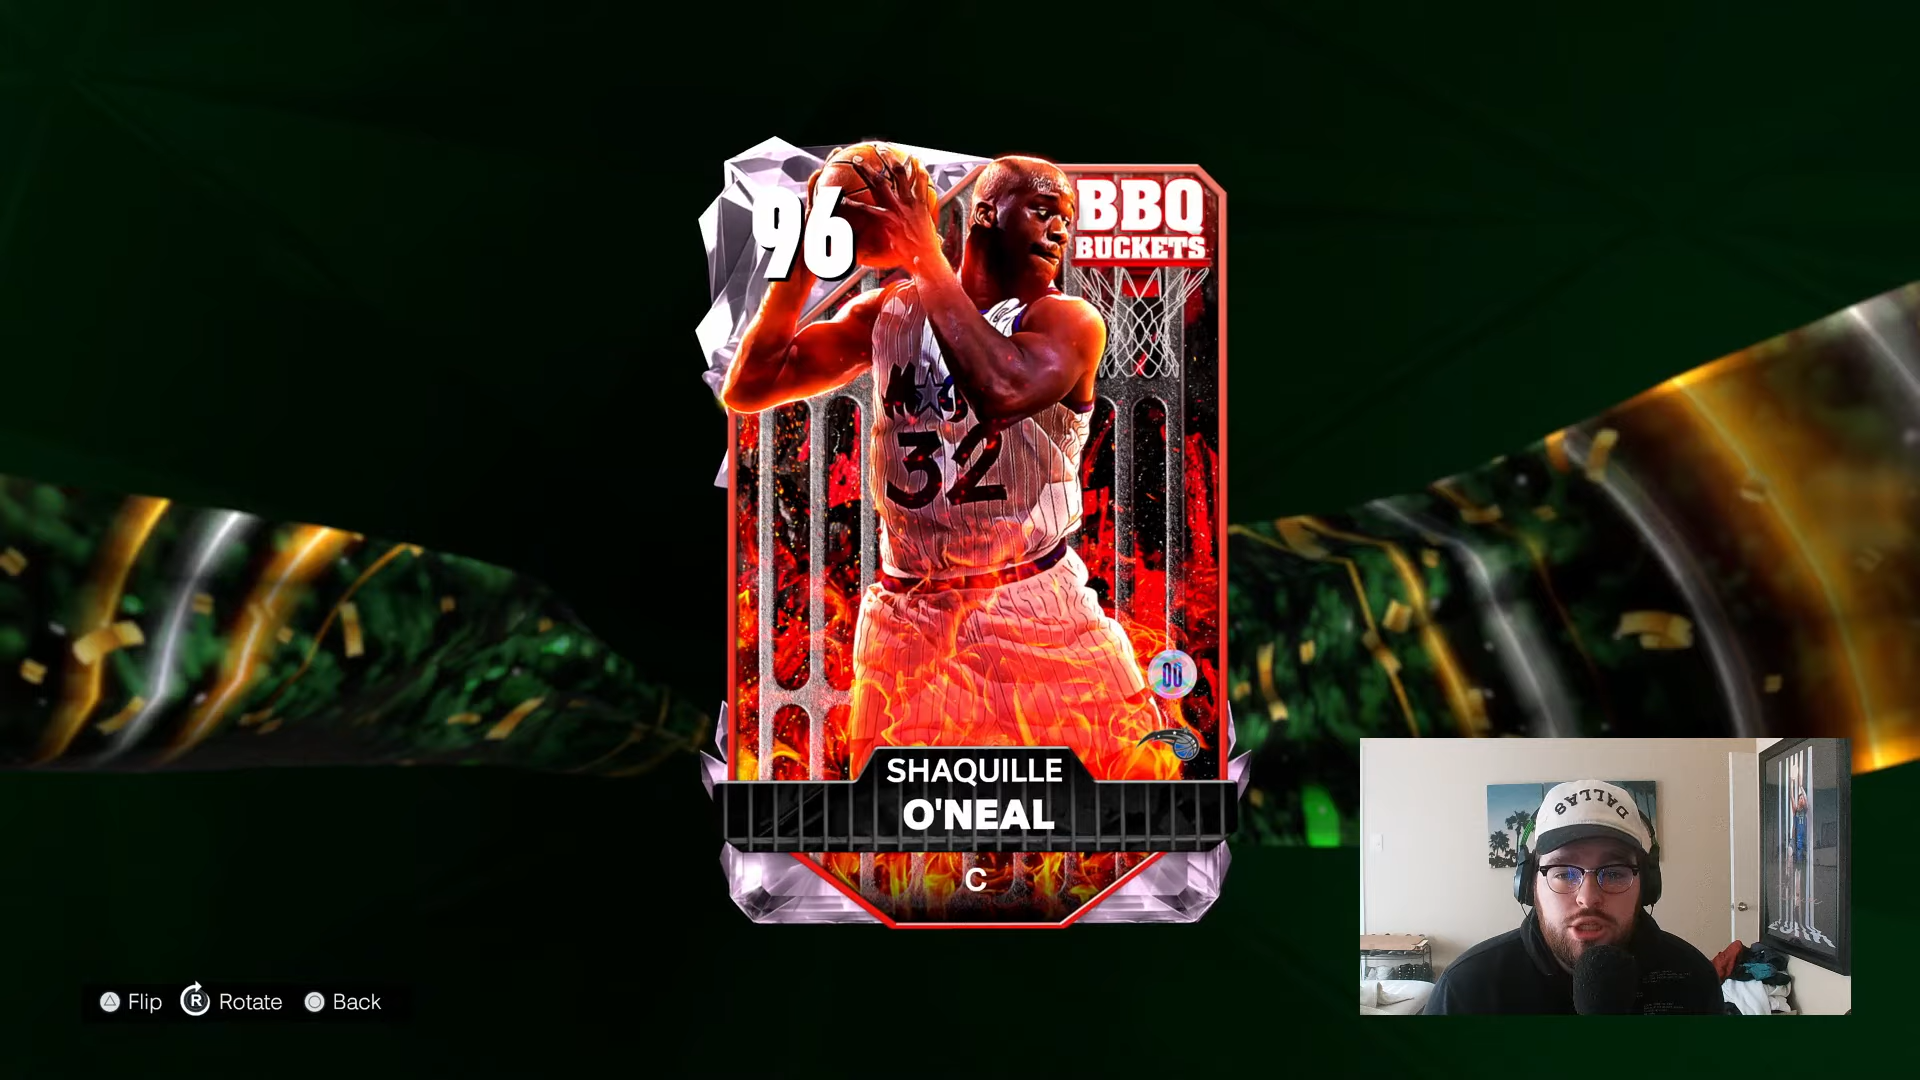 96
BBQ
BUCKETS
32
00
SHAQUILLE
O'NEAL
C
DALLAS
Flip
R Rotate
Back